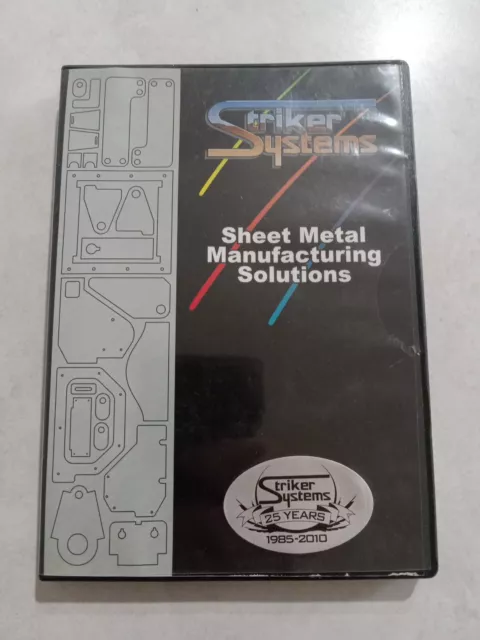 Striker
Systems
Sheet Metal
Manufacturing
Solutions
Striker
Systems
25 YEARS
1985-2010